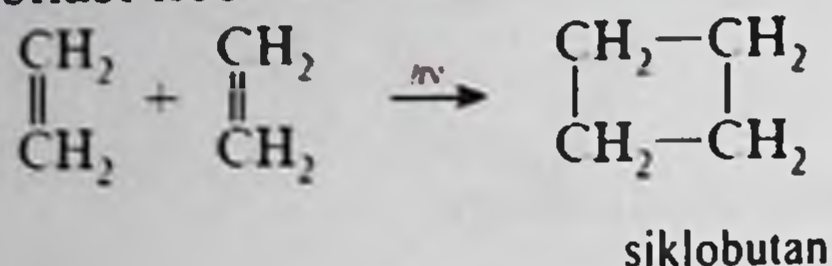 CH₂ CH₂ CH₂—CH₂
|| + || → | |
CH₂ CH₂ CH₂—CH₂
siklobutan